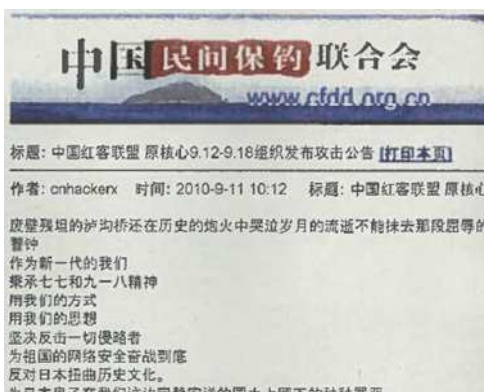 中国民间保钓联合会
www.cfdd.org.cn
标题: 中国红客联盟 原核心9.12-9.18组织发布攻击公告 [打印本页]
作者: cnhackerx 时间: 2010-9-11 10:12 标题: 中国红客联盟 原核心
废壁残坦的泸沟桥还在历史的炮火中哭泣岁月的流逝不能抹去那段屈辱的
警钟
作为新一代的我们
秉承七七和九一八精神
用我们的方式
用我们的思想
坚决反击一切侵略者
为祖国的网络安全奋战到底
反对日本扭曲历史文化。